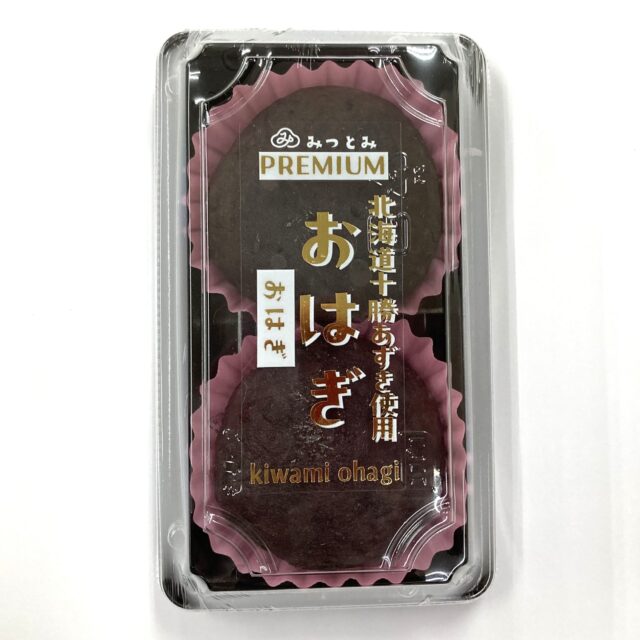 み みつとみ
PREMIUM
北海道十勝あずき使用
おはぎ
おはぎ
kiwami ohagi